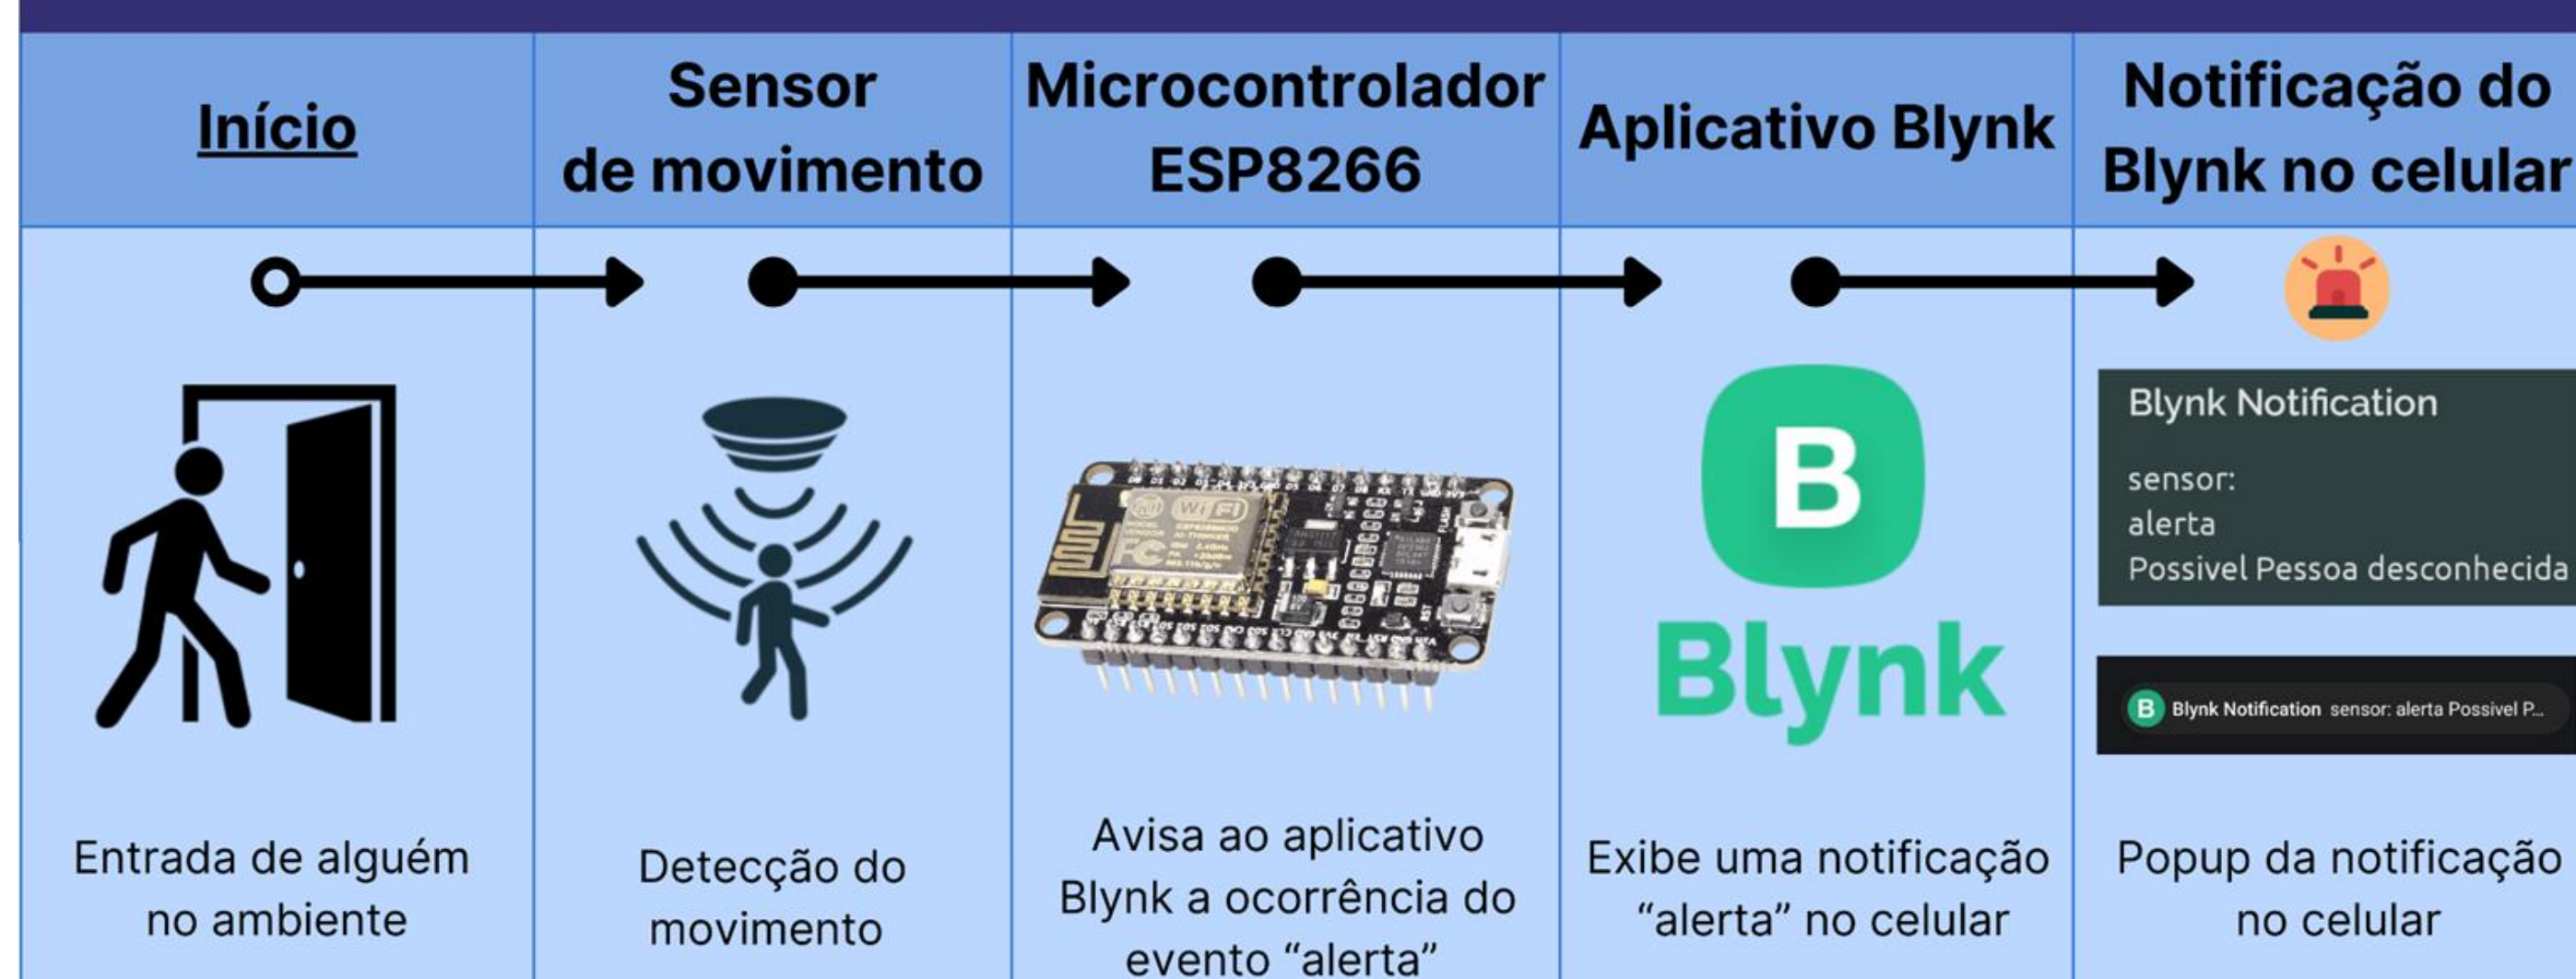 Início
Sensor
de movimento
Microcontrolador
ESP8266
Aplicativo Blynk
Notificação do
Blynk no celular
Entrada de alguém
no ambiente
Detecção do
movimento
WiFi
Avisa ao aplicativo
Blynk a ocorrência do
evento “alerta”
B
Blynk
Exibe uma notificação
“alerta” no celular
Blynk Notification
sensor:
alerta
Possivel Pessoa desconhecida
B Blynk Notification sensor: alerta Possivel P...
Popup da notificação
no celular